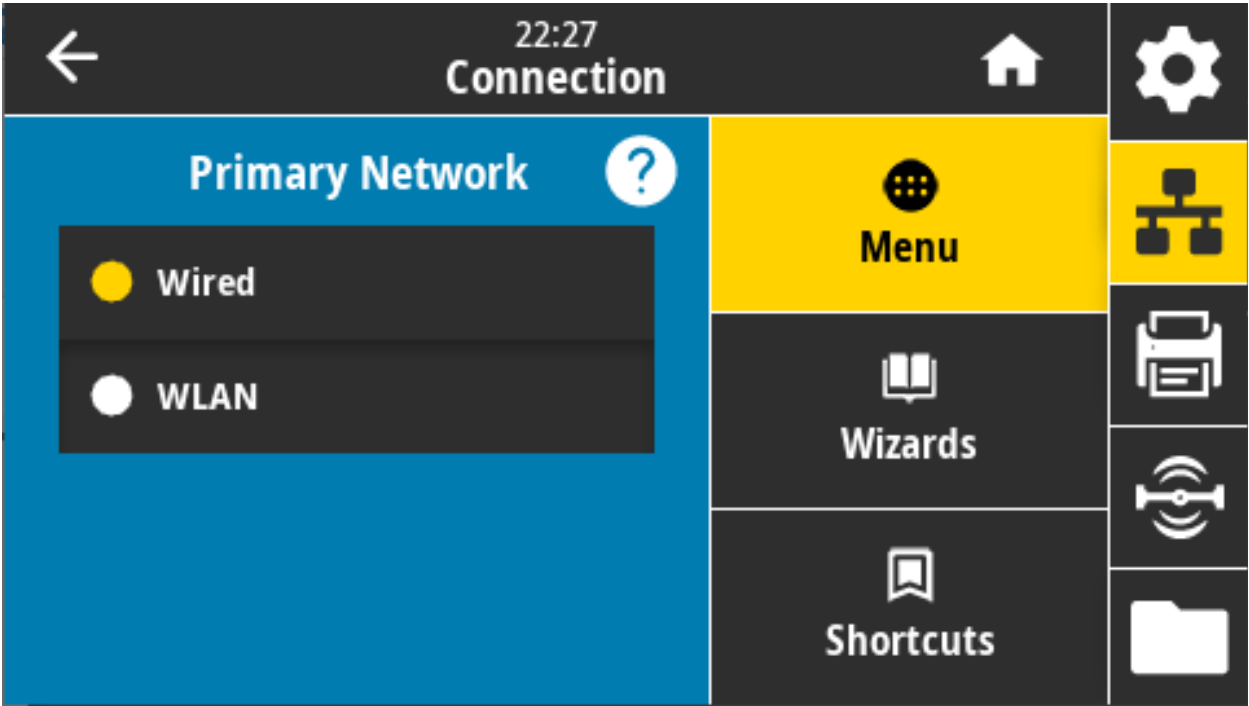 22:27
Connection
Primary Network
?
Wired
WLAN
Menu
Wizards
Shortcuts